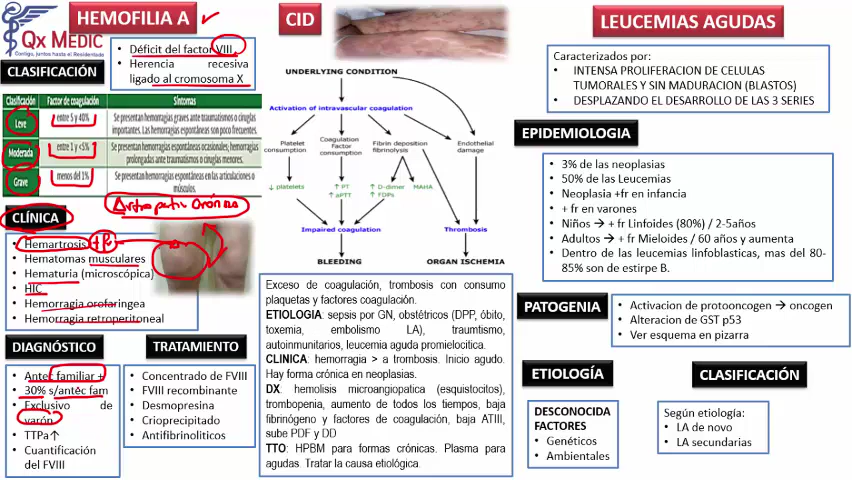 HEMOFILIA A
Qx MEDIC
Contigo, Juntos hasta el Residentado
• Déficit del factor VIII.
• Herencia recesiva
ligado al cromosoma X
CLASIFICACIÓN
Clasificación Factor de coagulación Síntomas
Leve entre 5 y 40% Se presentan hemorragias graves ante traumatismos o cirugías
importantes. Las hemorragias espontáneas son poco frecuentes.
Moderada entre 1 y <5% Se presentan hemorragias espontáneas ocasionales; hemorragias
prolongadas ante traumatismos o cirugías menores.
Grave menos del 1% Se presentan hemorragias espontáneas en las articulaciones o
músculos.
Artropatía Crónica
CLÍNICA
• Hemartrosis +fr
• Hematomas musculares
• Hematuria (microscópica)
• HIC
• Hemorragia orofaringea
• Hemorragia retroperitoneal
DIAGNÓSTICO
• Antec familiar +
• 30% s/antec fam
• Exclusivo de
varón
• TTPa↑
• Cuantificación
del FVIII
TRATAMIENTO
• Concentrado de FVIII
• FVIII recombinante
• Desmopresina
• Crioprecipitado
• Antifibrinoliticos
CID
UNDERLYING CONDITION
Activation of intravascular coagulation
Platelet
consumption
Coagulation
Factor
consumption
Fibrin deposition
fibrinolysis
Endothelial
damage
↓ platelets
↑ PT
↑ aPTT
↑ D-dimer
↑ FDPs
MAHA
Impaired coagulation
Thrombosis
BLEEDING
ORGAN ISCHEMIA
Exceso de coagulación, trombosis con consumo
plaquetas y factores coagulación.
ETIOLOGIA: sepsis por GN, obstétricos (DPP, óbito,
toxemia, embolismo LA), traumtismo,
autoinmunitarios, leucemia aguda promielocitica.
CLINICA: hemorragia > a trombosis. Inicio agudo.
Hay forma crónica en neoplasias.
DX: hemolisis microangiopatica (esquistocitos),
trombopenia, aumento de todos los tiempos, baja
fibrinógeno y factores de coagulación, baja ATIII,
sube PDF y DD
TTO: HPBM para formas crónicas. Plasma para
agudas. Tratar la causa etiológica.
LEUCEMIAS AGUDAS
Caracterizados por:
• INTENSA PROLIFERACION DE CELULAS
TUMORALES Y SIN MADURACION (BLASTOS)
• DESPLAZANDO EL DESARROLLO DE LAS 3 SERIES
EPIDEMIOLOGIA
• 3% de las neoplasias
• 50% de las Leucemias
• Neoplasia +fr en infancia
• + fr en varones
• Niños → + fr Linfoides (80%) / 2-5años
• Adultos → + fr Mieloides / 60 años y aumenta
• Dentro de las leucemias linfoblasticas, mas del 80-
85% son de estirpe B.
PATOGENIA
• Activacion de protooncogen → oncogen
• Alteracion de GST p53
• Ver esquema en pizarra
ETIOLOGÍA
DESCONOCIDA
FACTORES
• Genéticos
• Ambientales
CLASIFICACIÓN
Según etiología:
• LA de novo
• LA secundarias